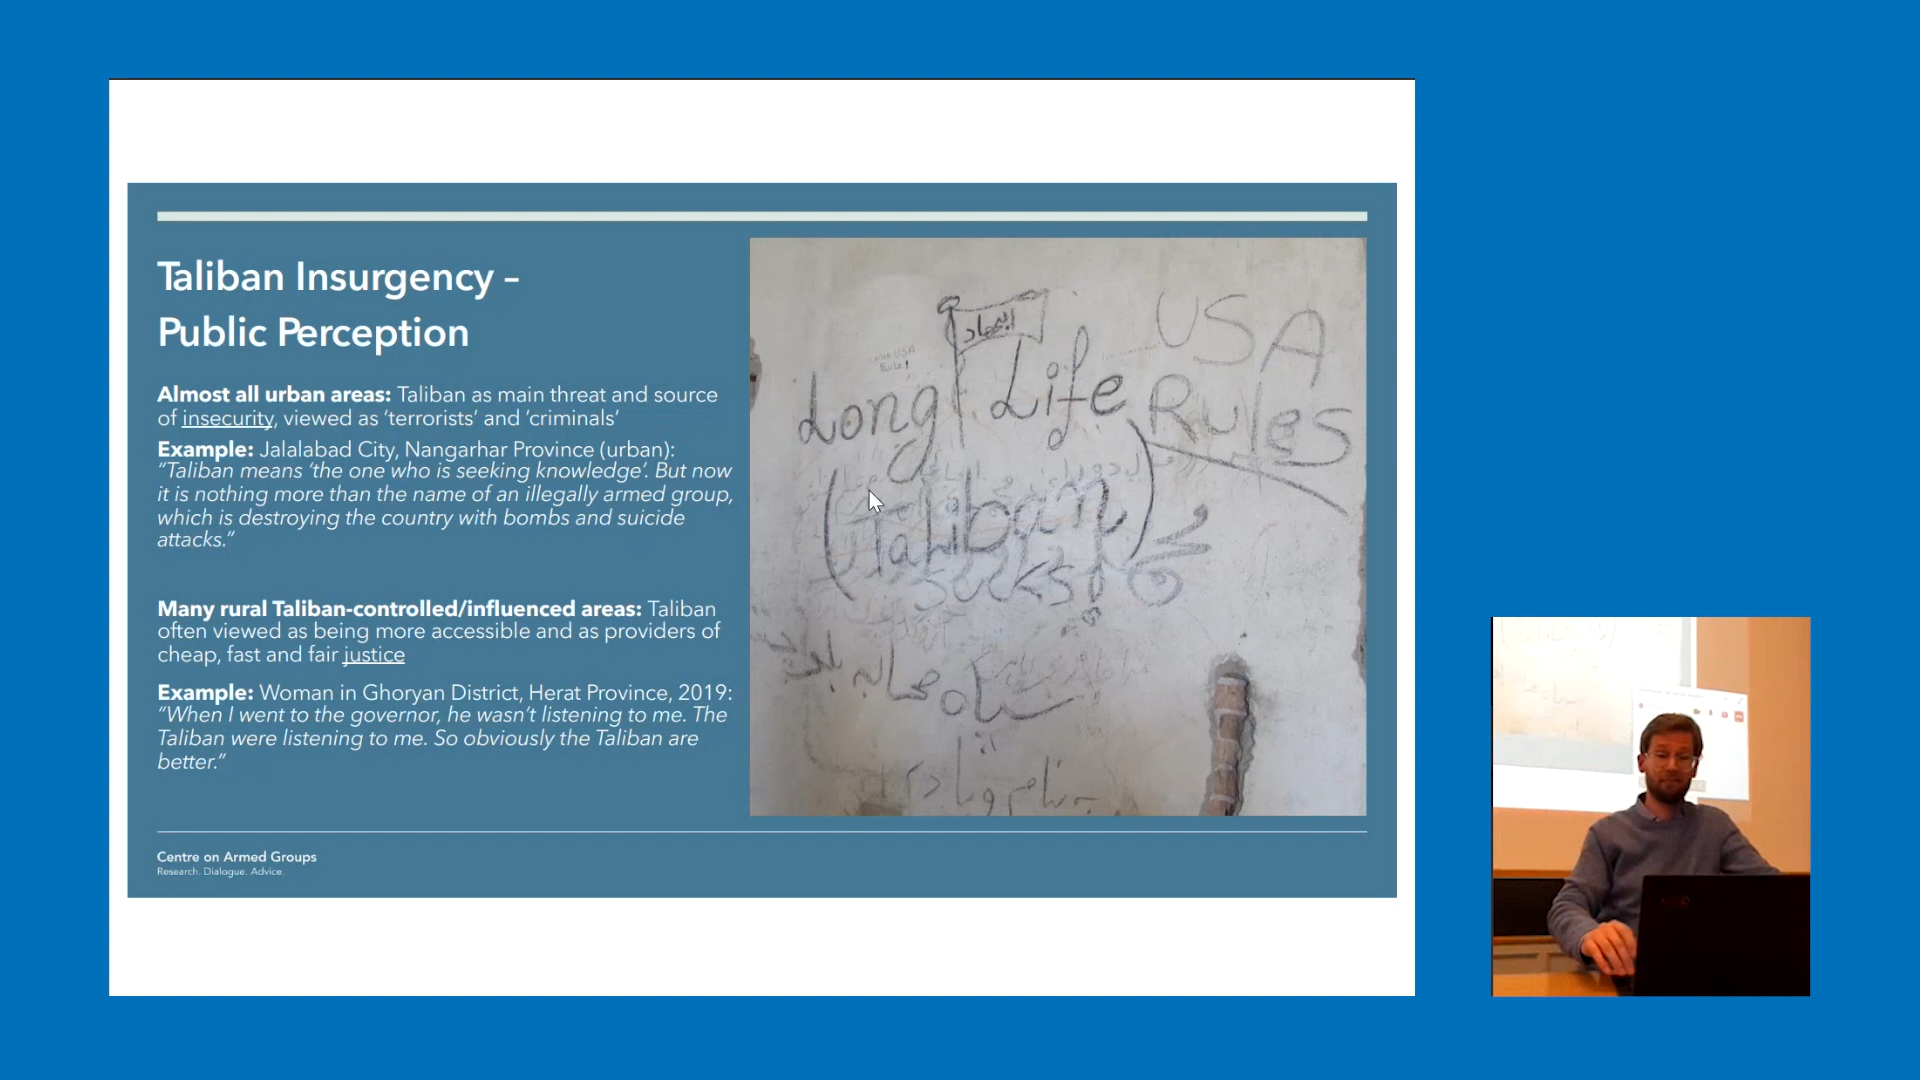 Taliban Insurgency –
Public Perception
Almost all urban areas: Taliban as main threat and source
of insecurity, viewed as ‘terrorists’ and ‘criminals’
Example: Jalalabad City, Nangarhar Province (urban):
“Taliban means ‘the one who is seeking knowledge’. But now
it is nothing more than the name of an illegally armed group,
which is destroying the country with bombs and suicide
attacks.”
Many rural Taliban-controlled/influenced areas: Taliban
often viewed as being more accessible and as providers of
cheap, fast and fair justice
Example: Woman in Ghoryan District, Herat Province, 2019:
“When I went to the governor, he wasn’t listening to me. The
Taliban were listening to me. So obviously the Taliban are
better.”
Centre on Armed Groups
Research. Dialogue. Advice.
USA
Rules
Long Life
(Taliban)
sucks!